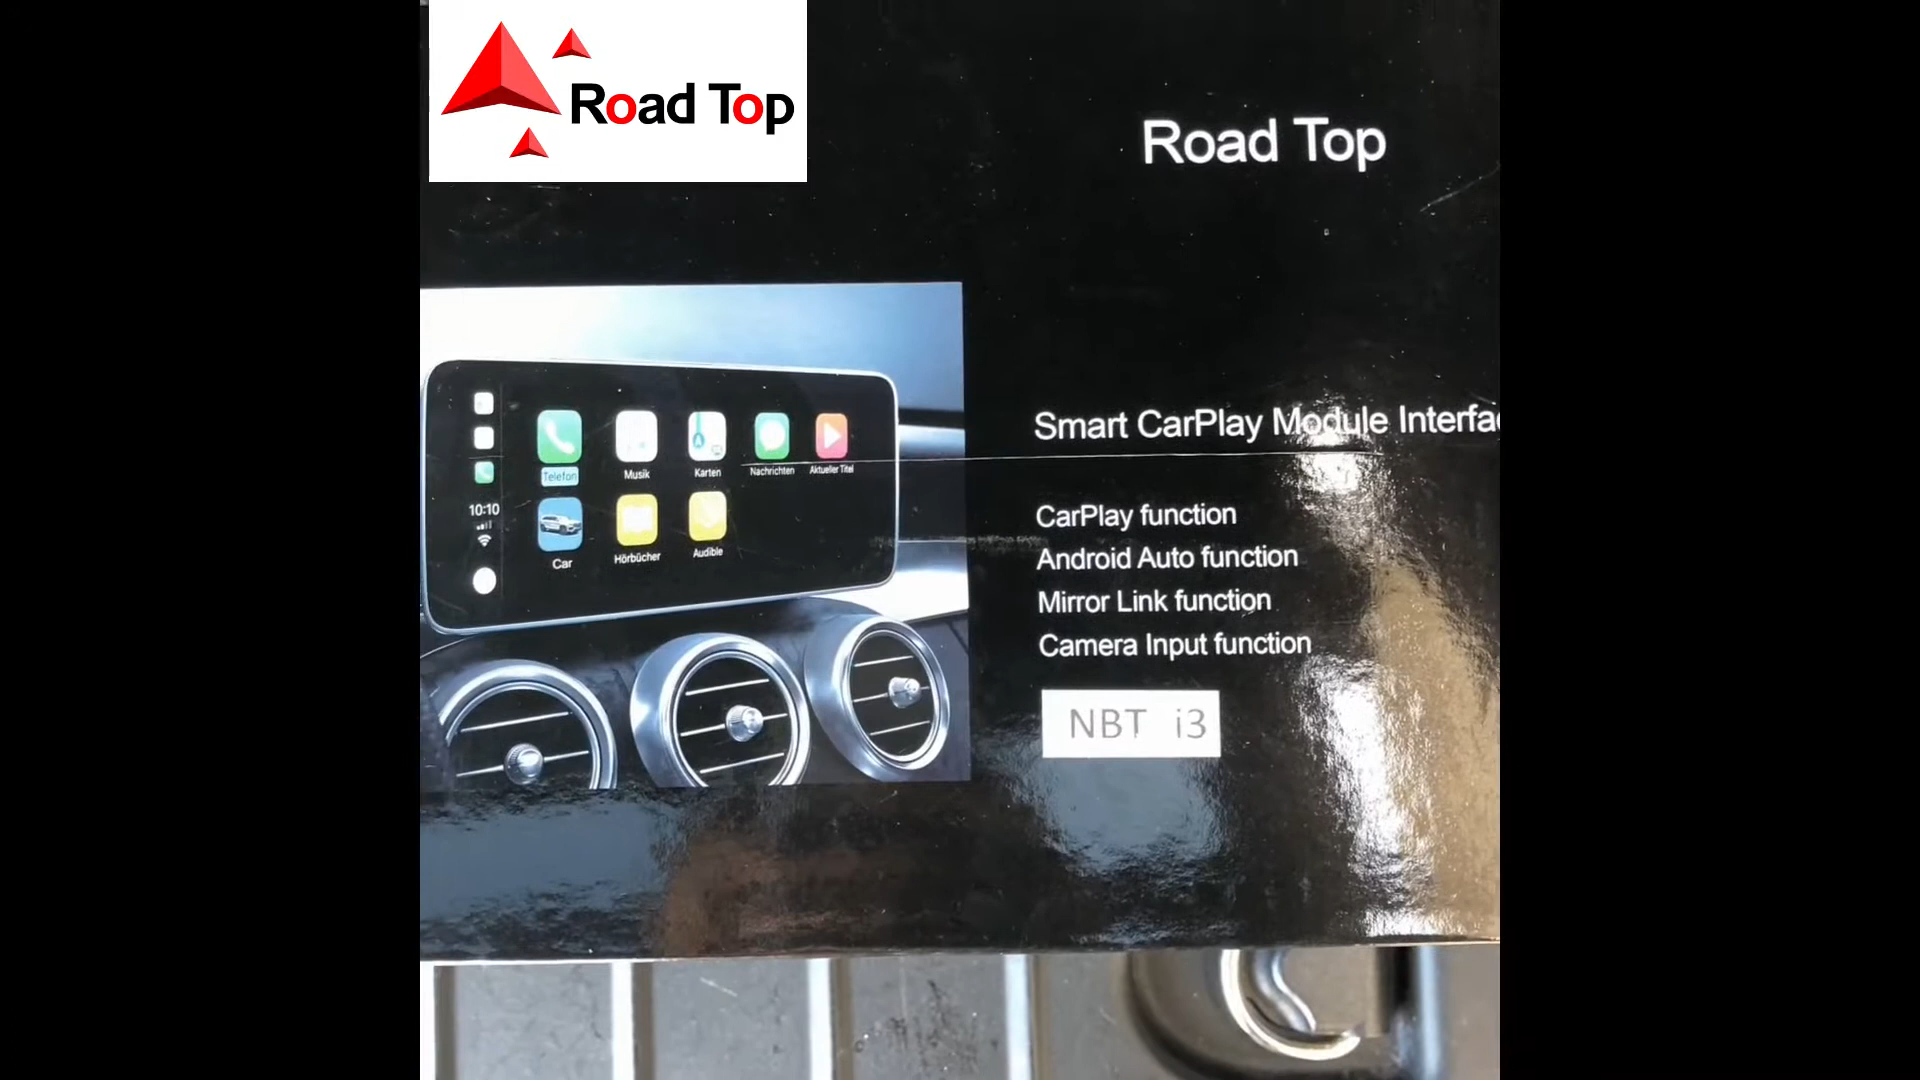 Road Top
Road Top
Smart CarPlay Module Interfac
CarPlay function
Android Auto function
Mirror Link function
Camera Input function
NBT i3
Telefon
Musik
Karten
Nachrichten
Aktueller Titel
10:10
Car
Hörbücher
Audible